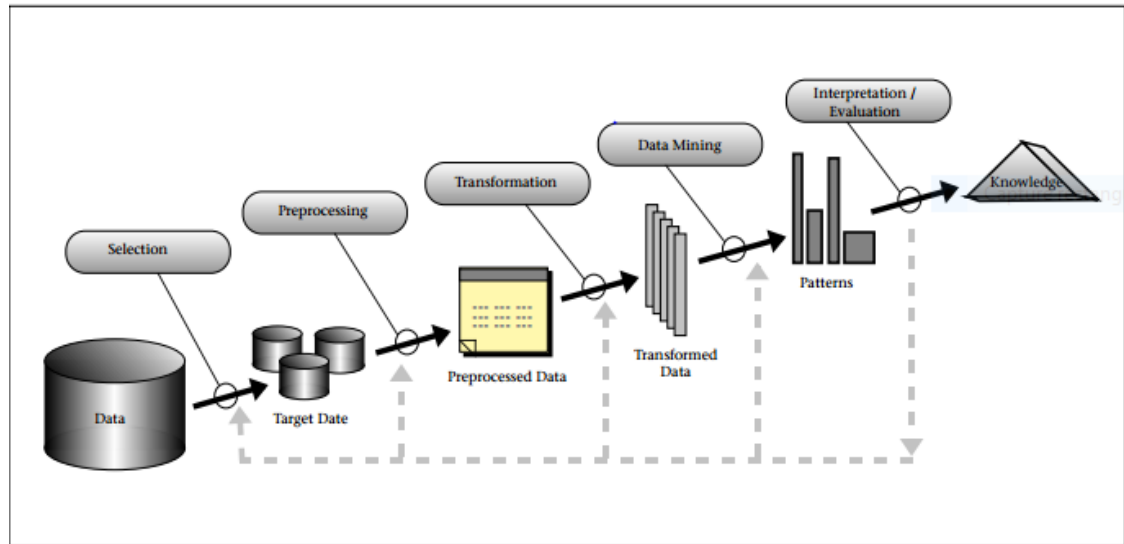 Interpretation /
Evaluation
Data Mining
Transformation
Preprocessing
Selection
Knowledge
Patterns
Transformed
Data
Preprocessed Data
Target Date
Data